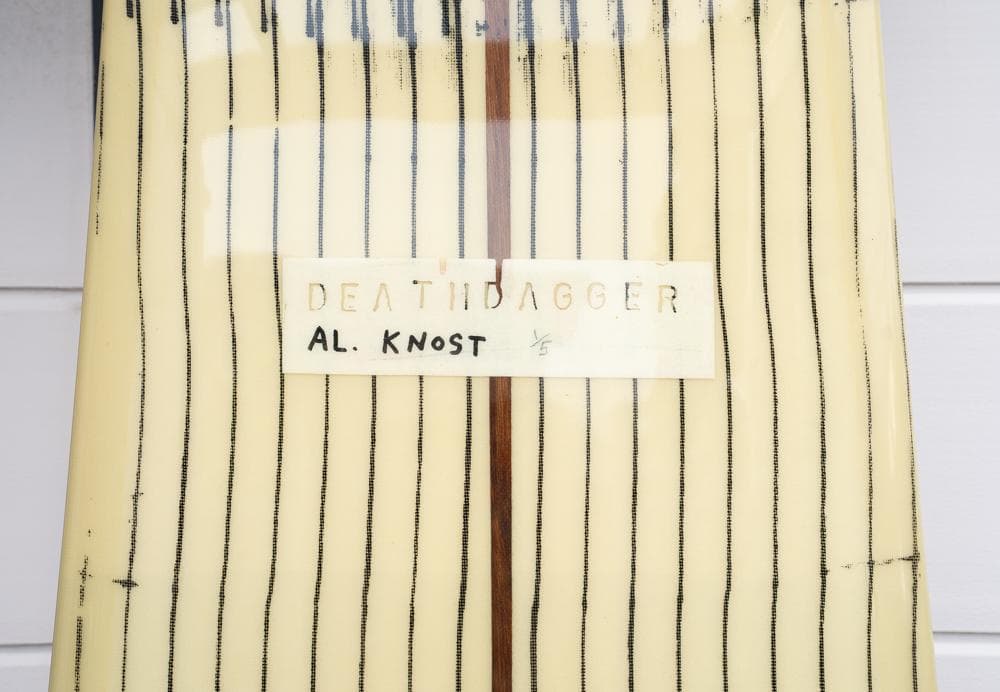 DEATHDAGGER
AL. KNOST 1/5